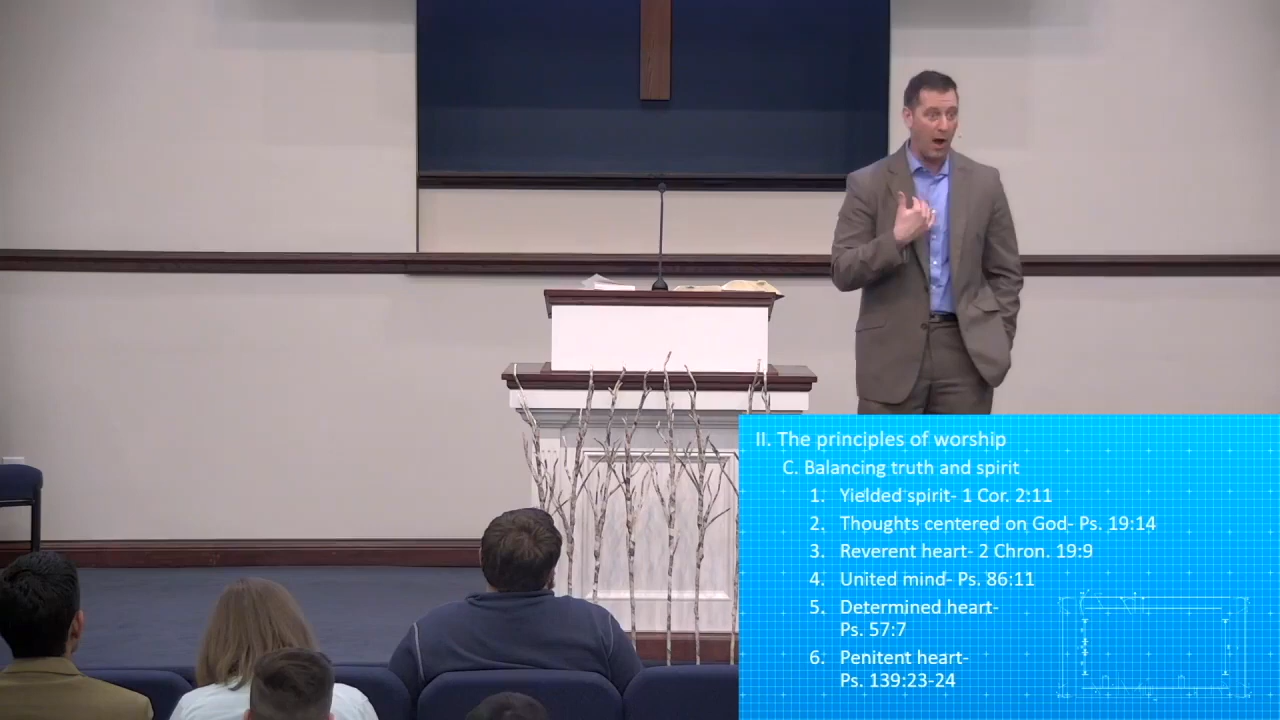 II. The principles of worship
C. Balancing truth and spirit
1. Yielded spirit- 1 Cor. 2:11
2. Thoughts centered on God- Ps. 19:14
3. Reverent heart- 2 Chron. 19:9
4. United mind- Ps. 86:11
5. Determined heart-
Ps. 57:7
6. Penitent heart-
Ps. 139:23-24